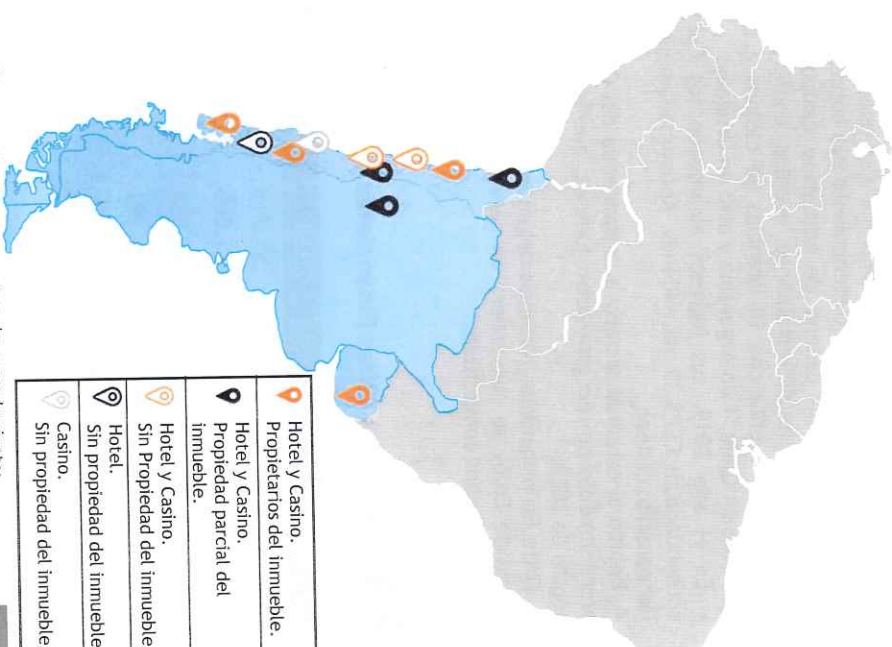 Hotel y Casino.
Propietarios del inmueble.
Hotel y Casino.
Propiedad parcial del
inmueble.
Hotel y Casino.
Sin Propiedad del inmueble
Hotel.
Sin propiedad del inmueble
Casino.
Sin propiedad del inmueble